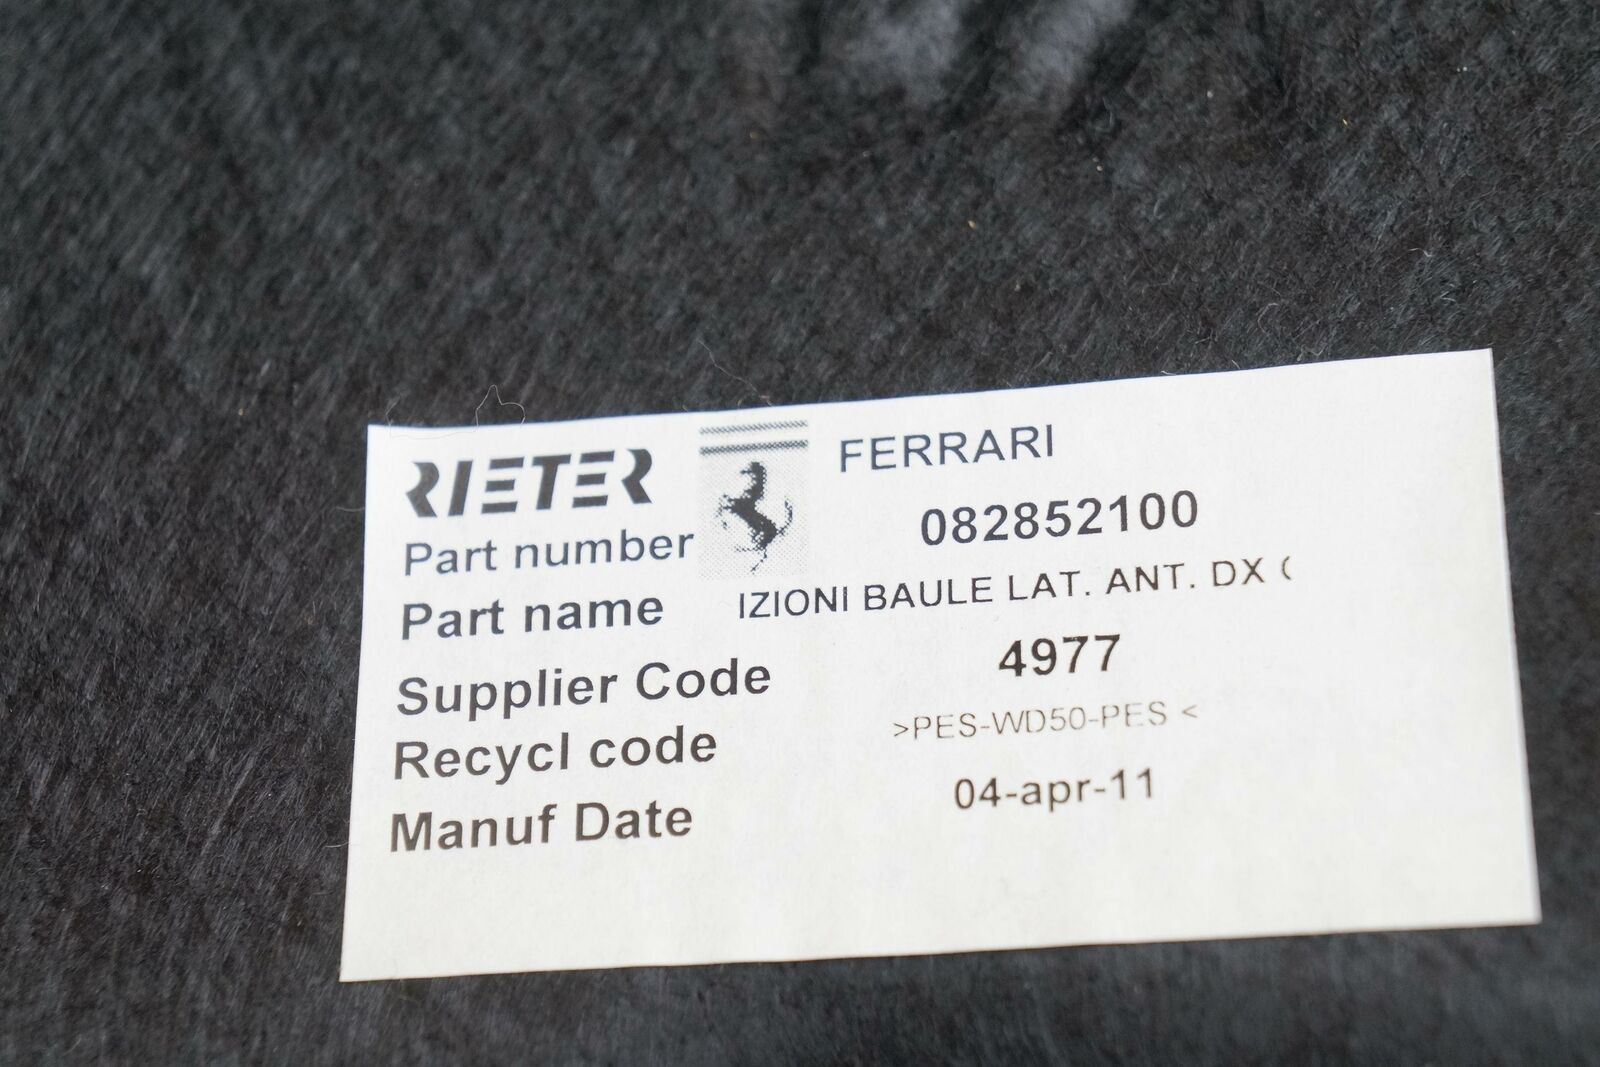 RIETER FERRARI
Part number 082852100
Part name IZIONI BAULE LAT. ANT. DX (
Supplier Code 4977
Recycl code >PES-WD50-PES <
Manuf Date 04-apr-11